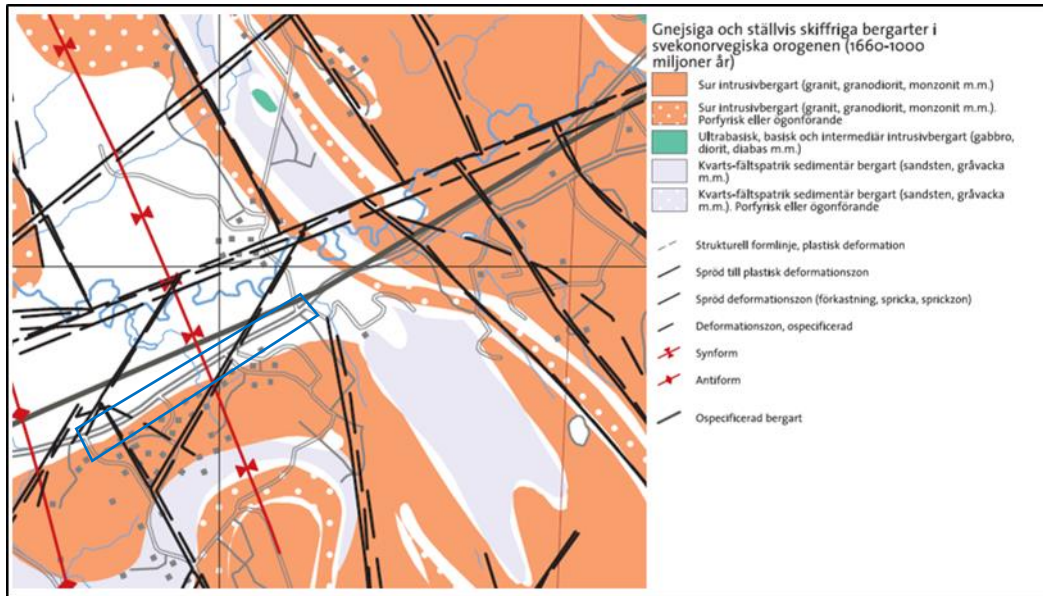 Gnejsiga och ställvis skiffriga bergarter i
svekonorvegiska orogenen (1660-1000
miljoner år)
Sur intrusivbergart (granit, granodiorit, monzonit m.m.)
Sur intrusivbergart (granit, granodiorit, monzonit m.m.).
Porfyrisk eller ögonförande
Ultrabasisk, basisk och intermediär intrusivbergart (gabbro,
diorit, diabas m.m.)
Kvarts-fältspatrik sedimentär bergart (sandsten, gråvacka
m.m.)
Kvarts-fältspatrik sedimentär bergart (sandsten, gråvacka
m.m.). Porfyrisk eller ögonförande
Strukturell formlinje, plastisk deformation
Spröd till plastisk deformationszon
Spröd deformationszon (förkastning, spricka, sprickzon)
Deformationszon, ospecificerad
Synform
Antiform
Ospecificerad bergart